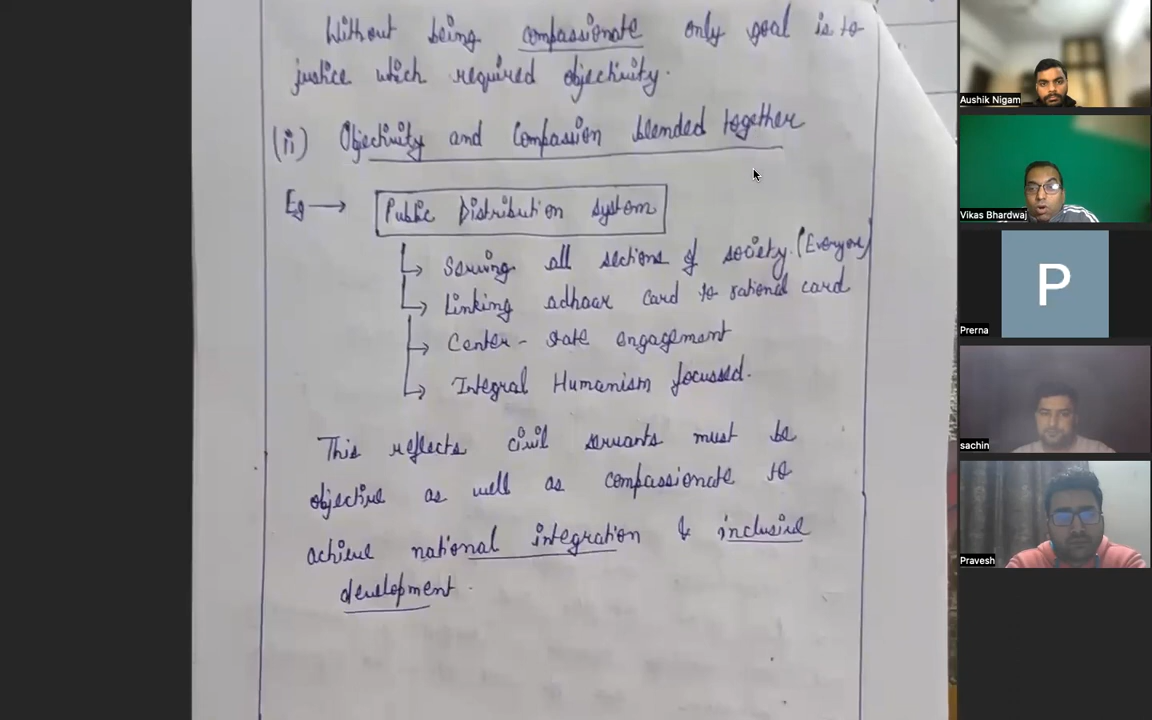 Without being compassionate only goal is to
justice which required objectivity.
(ii) Objectivity and Compassion blended together
Eg → Public Distribution system
Serving all sections of society. (Everyone)
Linking adhaar card to rational card
Center - state engagement
Integral Humanism focussed.
This reflects civil servants must be
objective as well as compassionate to
achieve national integration & inclusive
development.
Aushik Nigam
Vikas Bhardwaj
P
Prerna
sachin
Pravesh